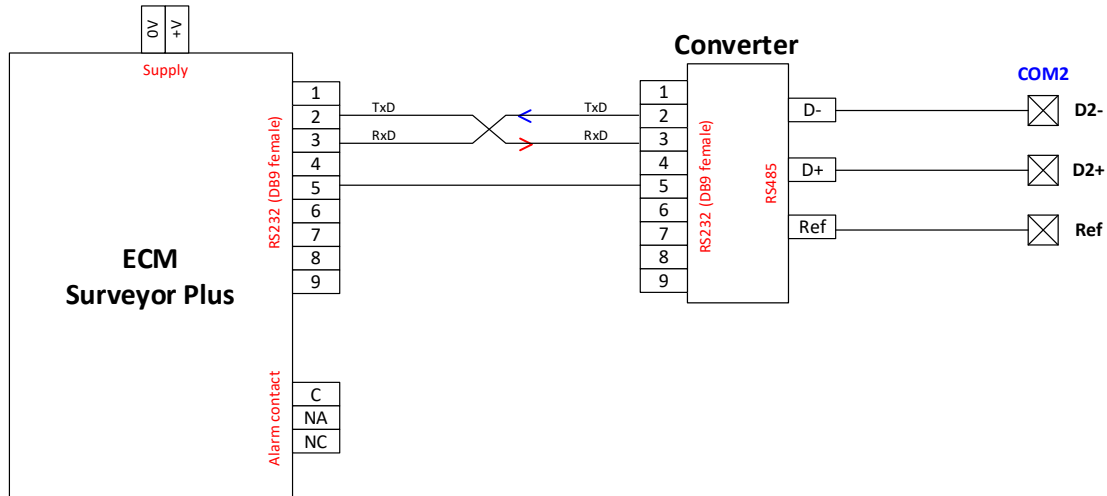 0V
+V
Supply
ECM
Surveyor Plus
RS232 (DB9 female)
1
2
3
4
5
6
7
8
9
Alarm contact
C
NA
NC
TxD
RxD
TxD
RxD
Converter
1
2
3
4
5
6
7
8
9
RS232 (DB9 female)
RS485
D-
D+
Ref
COM2
D2-
D2+
Ref